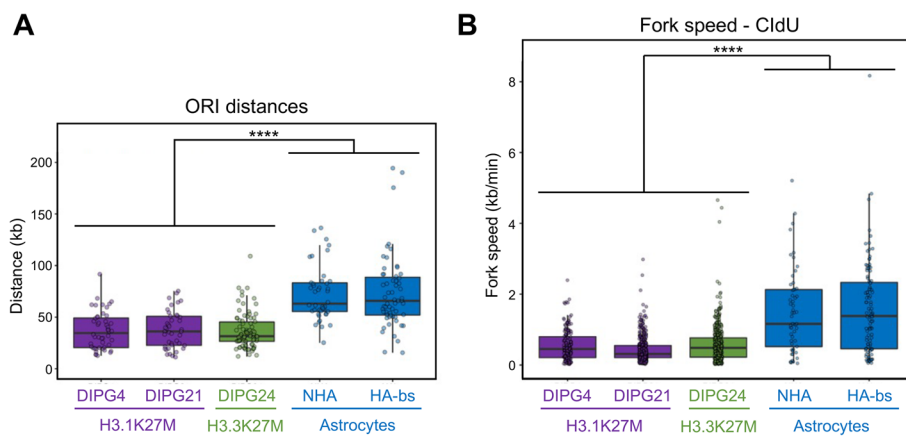 A
ORI distances
****
Distance (kb)
200
150
100
50
0
DIPG4 DIPG21 DIPG24 NHA HA-bs
H3.1K27M H3.3K27M Astrocytes
B
Fork speed - CldU
****
Fork speed (kb/min)
8
6
4
2
0
DIPG4 DIPG21 DIPG24 NHA HA-bs
H3.1K27M H3.3K27M Astrocytes